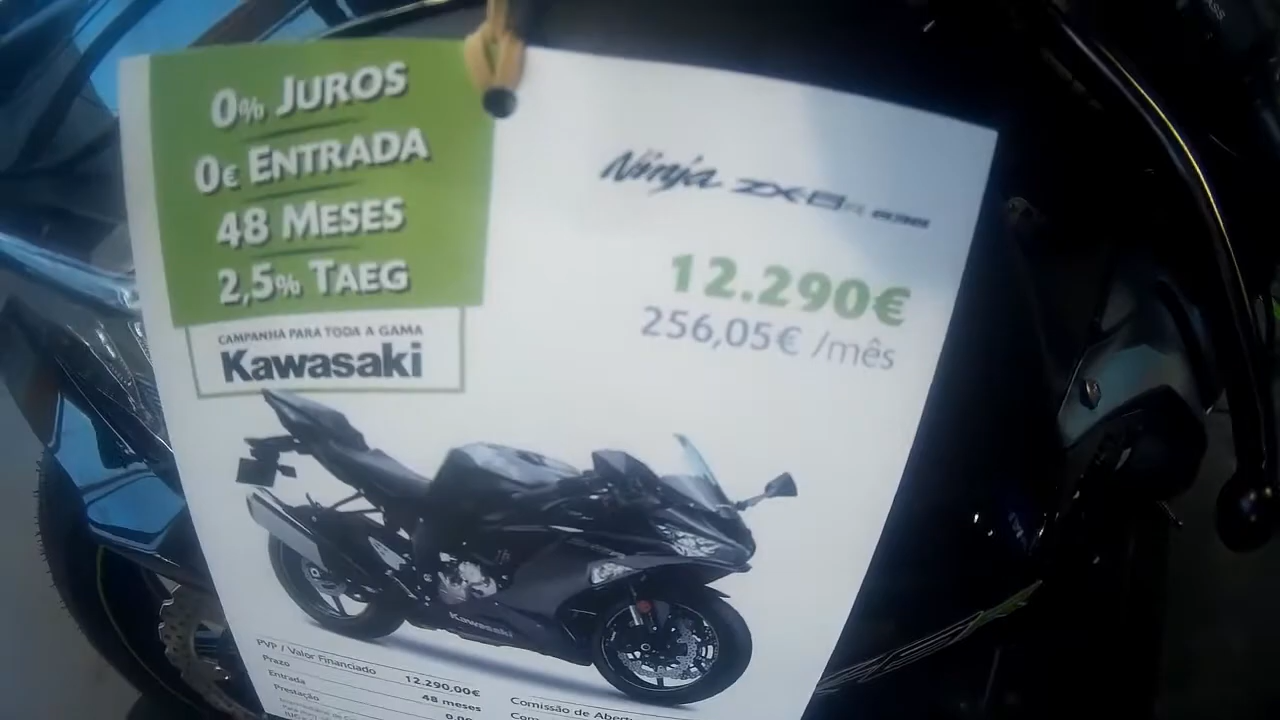 0% JUROS
0€ ENTRADA
48 MESES
2,5% TAEG
CAMPANHA PARA TODA A GAMA
Kawasaki
Ninja ZX-6R 636
12.290€
256,05€ /mês
Kawasaki
PVP / Valor Financiado 12.290,00€
Prazo 48 meses
Entrada
Prestação
Comissão de